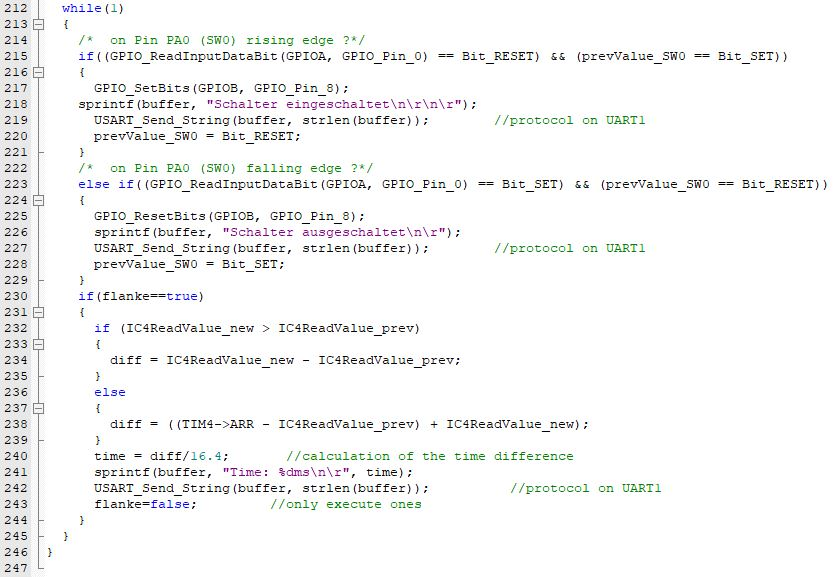 212 while(1)
213 {
214 /*  on Pin PA0 (SW0) rising edge ?*/
215 if((GPIO_ReadInputDataBit(GPIOA, GPIO_Pin_0) == Bit_RESET) && (prevValue_SW0 == Bit_SET))
216 {
217 GPIO_SetBits(GPIOB, GPIO_Pin_8);
218 sprintf(buffer, "Schalter eingeschaltet\n\r\n\r");
219 USART_Send_String(buffer, strlen(buffer)); //protocol on UART1
220 prevValue_SW0 = Bit_RESET;
221 }
222 /*  on Pin PA0 (SW0) falling edge ?*/
223 else if((GPIO_ReadInputDataBit(GPIOA, GPIO_Pin_0) == Bit_SET) && (prevValue_SW0 == Bit_RESET))
224 {
225 GPIO_ResetBits(GPIOB, GPIO_Pin_8);
226 sprintf(buffer, "Schalter ausgeschaltet\n\r");
227 USART_Send_String(buffer, strlen(buffer)); //protocol on UART1
228 prevValue_SW0 = Bit_SET;
229 }
230 if(flanke==true)
231 {
232 if (IC4ReadValue_new > IC4ReadValue_prev)
233 {
234 diff = IC4ReadValue_new - IC4ReadValue_prev;
235 }
236 else
237 {
238 diff = ((TIM4->ARR - IC4ReadValue_prev) + IC4ReadValue_new);
239 }
240 time = diff/16.4; //calculation of the time difference
241 sprintf(buffer, "Time: %dms\n\r", time);
242 USART_Send_String(buffer, strlen(buffer)); //protocol on UART1
243 flanke=false; //only execute ones
244 }
245 }
246 }
247